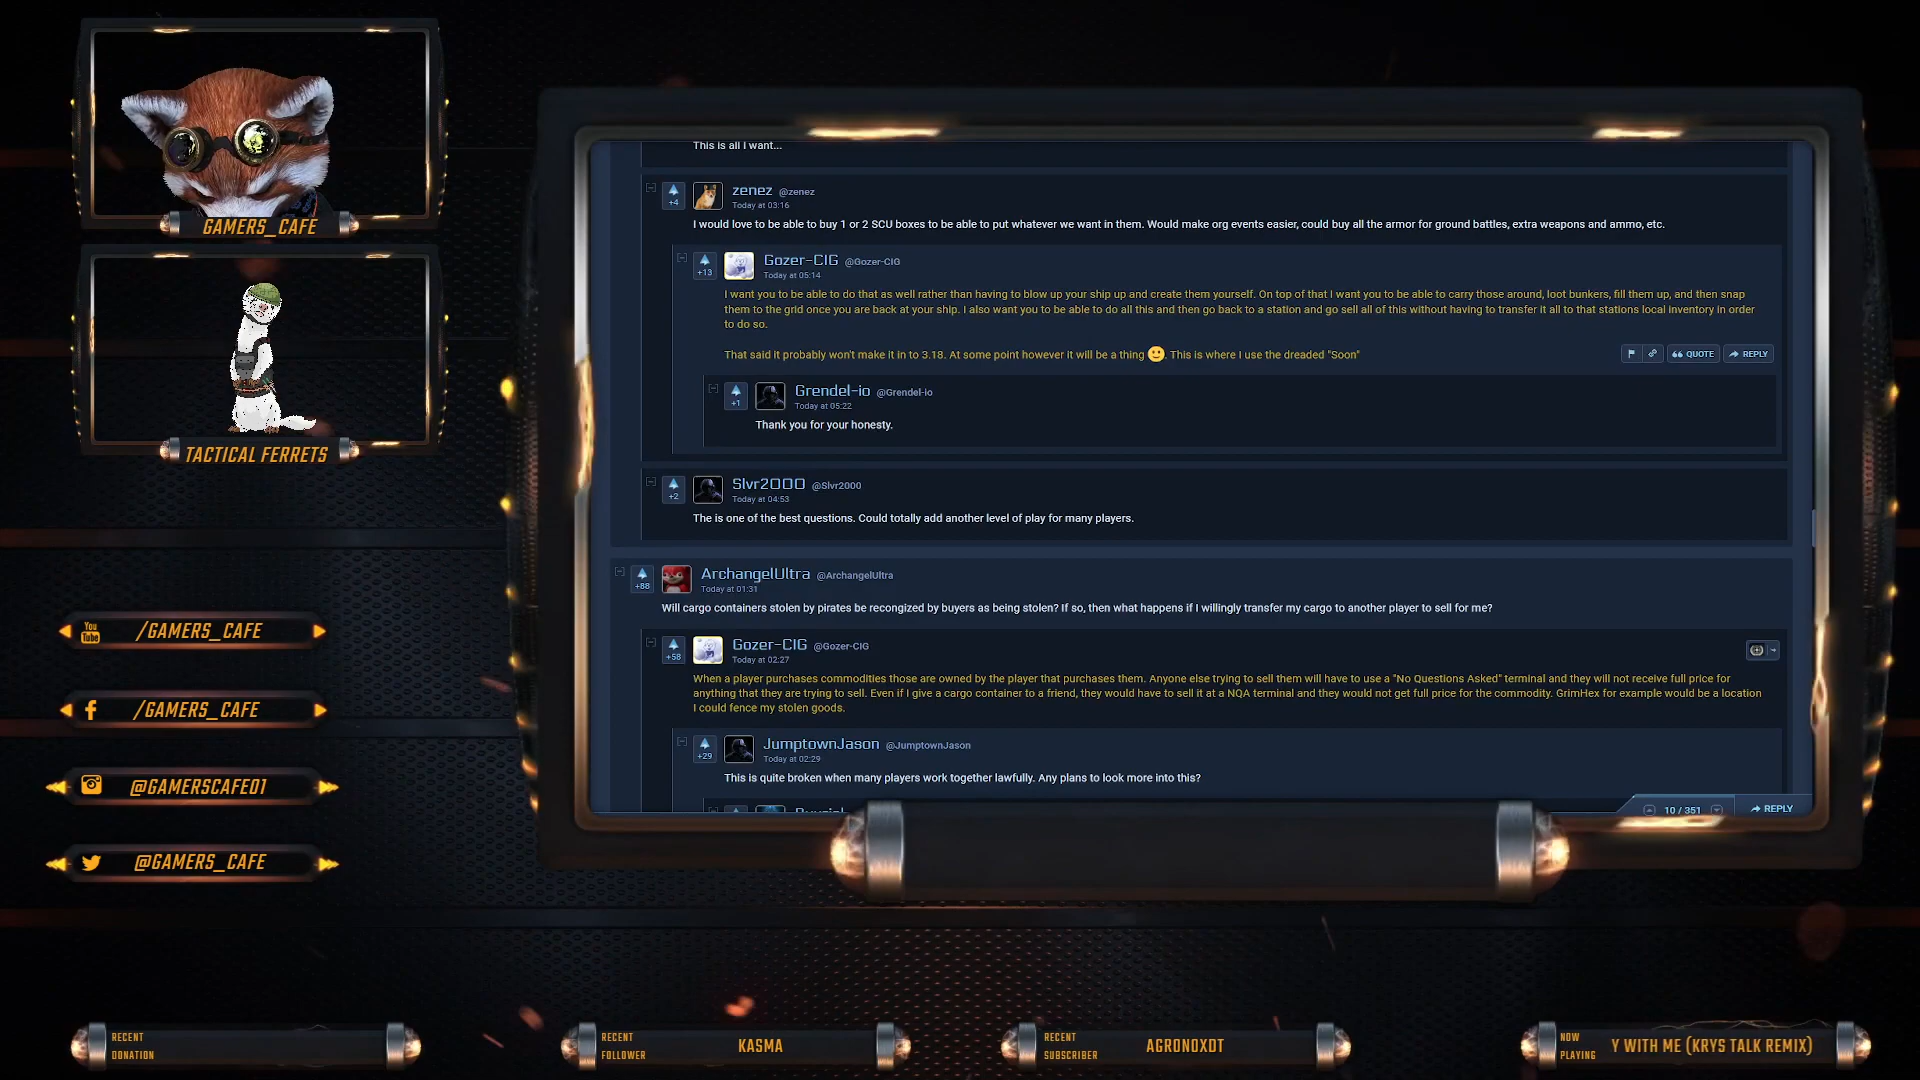 GAMERS_CAFE
TACTICAL FERRETS
You
Tube
/GAMERS_CAFE
/GAMERS_CAFE
@GAMERSCAFE01
@GAMERS_CAFE
This is all I want...
+4
zenez @zenez
Today at 03:16
I would love to be able to buy 1 or 2 SCU boxes to be able to put whatever we want in them. Would make org events easier, could buy all the armor for ground battles, extra weapons and ammo, etc.
+13
Gozer-CIG @Gozer-CIG
Today at 05:14
I want you to be able to do that as well rather than having to blow up your ship up and create them yourself. On top of that I want you to be able to carry those around, loot bunkers, fill them up, and then snap
them to the grid once you are back at your ship. I also want you to be able to do all this and then go back to a station and go sell all of this without having to transfer it all to that stations local inventory in order
to do so.
That said it probably won't make it in to 3.18. At some point however it will be a thing 🙂. This is where I use the dreaded "Soon"
QUOTE
REPLY
+1
Grendel-io @Grendel-io
Today at 05:22
Thank you for your honesty.
+2
Slvr2000 @Slvr2000
Today at 04:53
The is one of the best questions. Could totally add another level of play for many players.
+88
ArchangelUltra @ArchangelUltra
Today at 01:31
Will cargo containers stolen by pirates be recongized by buyers as being stolen? If so, then what happens if I willingly transfer my cargo to another player to sell for me?
+58
Gozer-CIG @Gozer-CIG
Today at 02:27
When a player purchases commodities those are owned by the player that purchases them. Anyone else trying to sell them will have to use a "No Questions Asked" terminal and they will not receive full price for
anything that they are trying to sell. Even if I give a cargo container to a friend, they would have to sell it at a NQA terminal and they would not get full price for the commodity. GrimHex for example would be a location
I could fence my stolen goods.
+29
JumptownJason @JumptownJason
Today at 02:29
This is quite broken when many players work together lawfully. Any plans to look more into this?
10 / 351
REPLY
RECENT
DONATION
RECENT
FOLLOWER
KASMA
RECENT
SUBSCRIBER
AGRONOXDT
NOW
PLAYING
Y WITH ME (KRYS TALK REMIX)